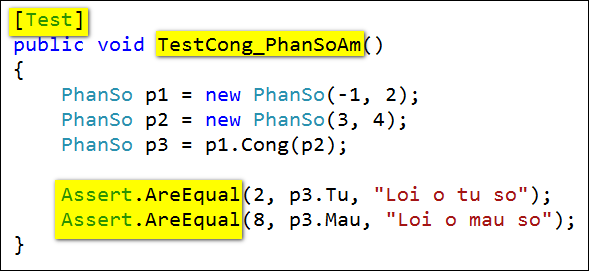 [Test]
public void TestCong_PhanSoAm()
{
PhanSo p1 = new PhanSo(-1, 2);
PhanSo p2 = new PhanSo(3, 4);
PhanSo p3 = p1.Cong(p2);
Assert.AreEqual(2, p3.Tu, "Loi o tu so");
Assert.AreEqual(8, p3.Mau, "Loi o mau so");
}